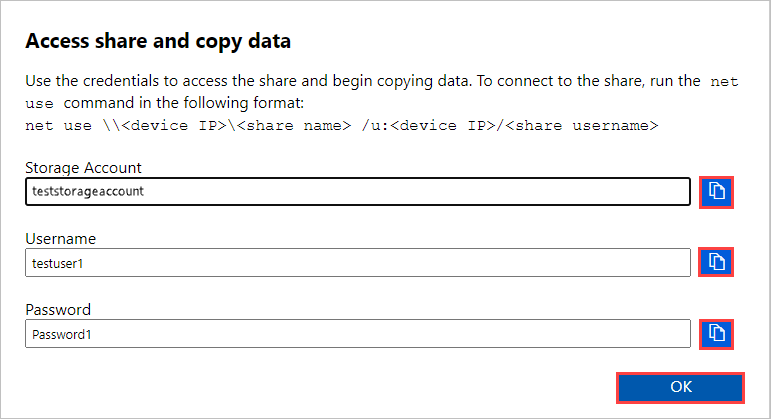 Access share and copy data
Use the credentials to access the share and begin copying data. To connect to the share, run the net
use command in the following format:
net use \\<device IP>\<share name> /u:<device IP>/<share username>
Storage Account
teststorageaccount
Username
testuser1
Password
Password1
OK